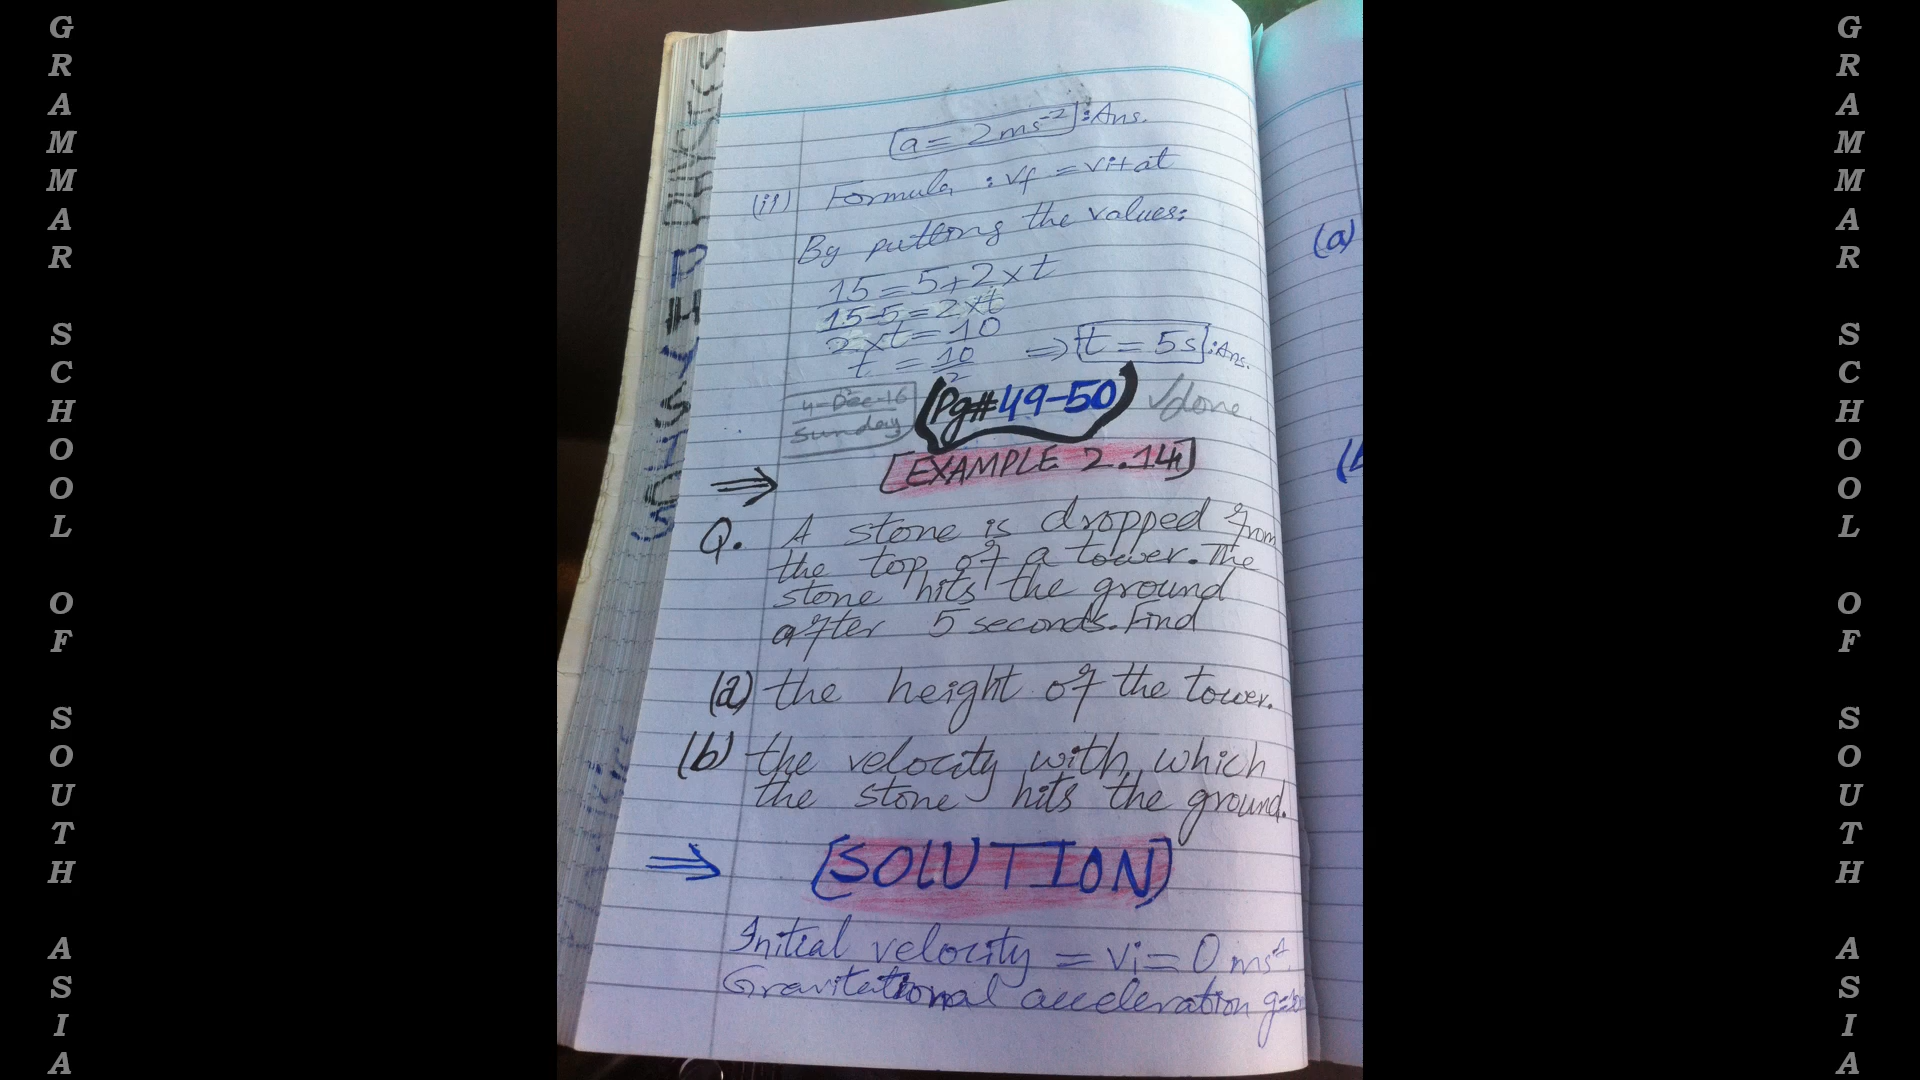 GRAMMAR SCHOOL OF SOUTH ASIA
PHYSICS
a = 2ms⁻² :Ans.
(ii) Formula : vf = vi+at
By putting the values:
15 = 5+2×t
15-5 = 2×t
2×t = 10
t = 10/2 ⇒ t = 5s :Ans.
4-Dec-16
Sunday
(Pg#49-50) ✓done
⇒ [EXAMPLE 2.14]
Q. A stone is dropped from
the top of a tower. The
stone hits the ground
after 5 seconds. Find
(a) the height of the tower.
(b) the velocity with which
the stone hits the ground.
⇒ [SOLUTION]
Initial velocity = vi = 0 ms⁻¹
Gravitational acceleration g=
(a)
GRAMMAR SCHOOL OF SOUTH ASIA